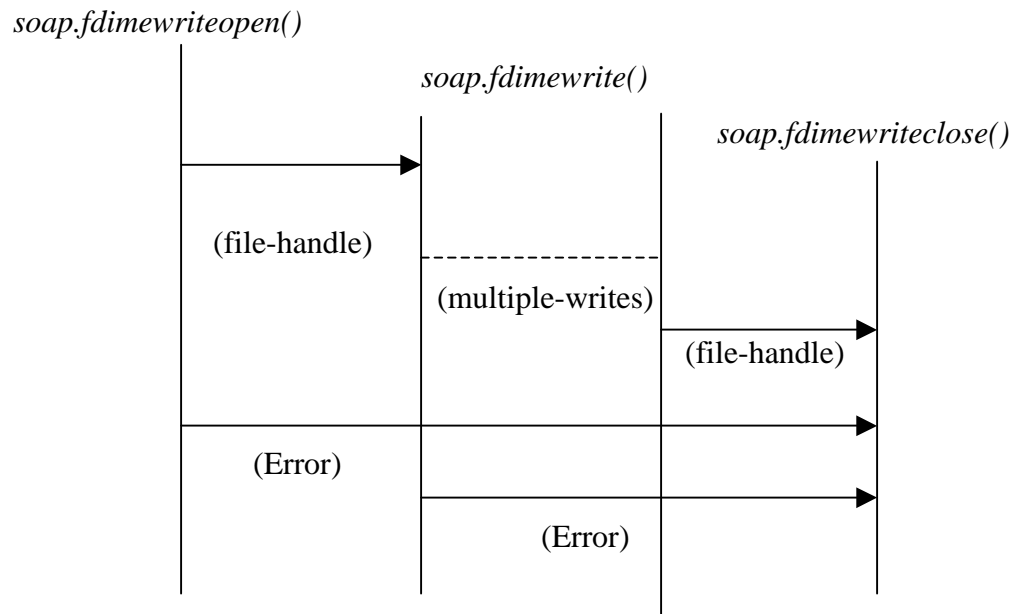 soap.fdimewriteopen()
soap.fdimewrite()
soap.fdimewriteclose()
(file-handle)
(multiple-writes)
(file-handle)
(Error)
(Error)